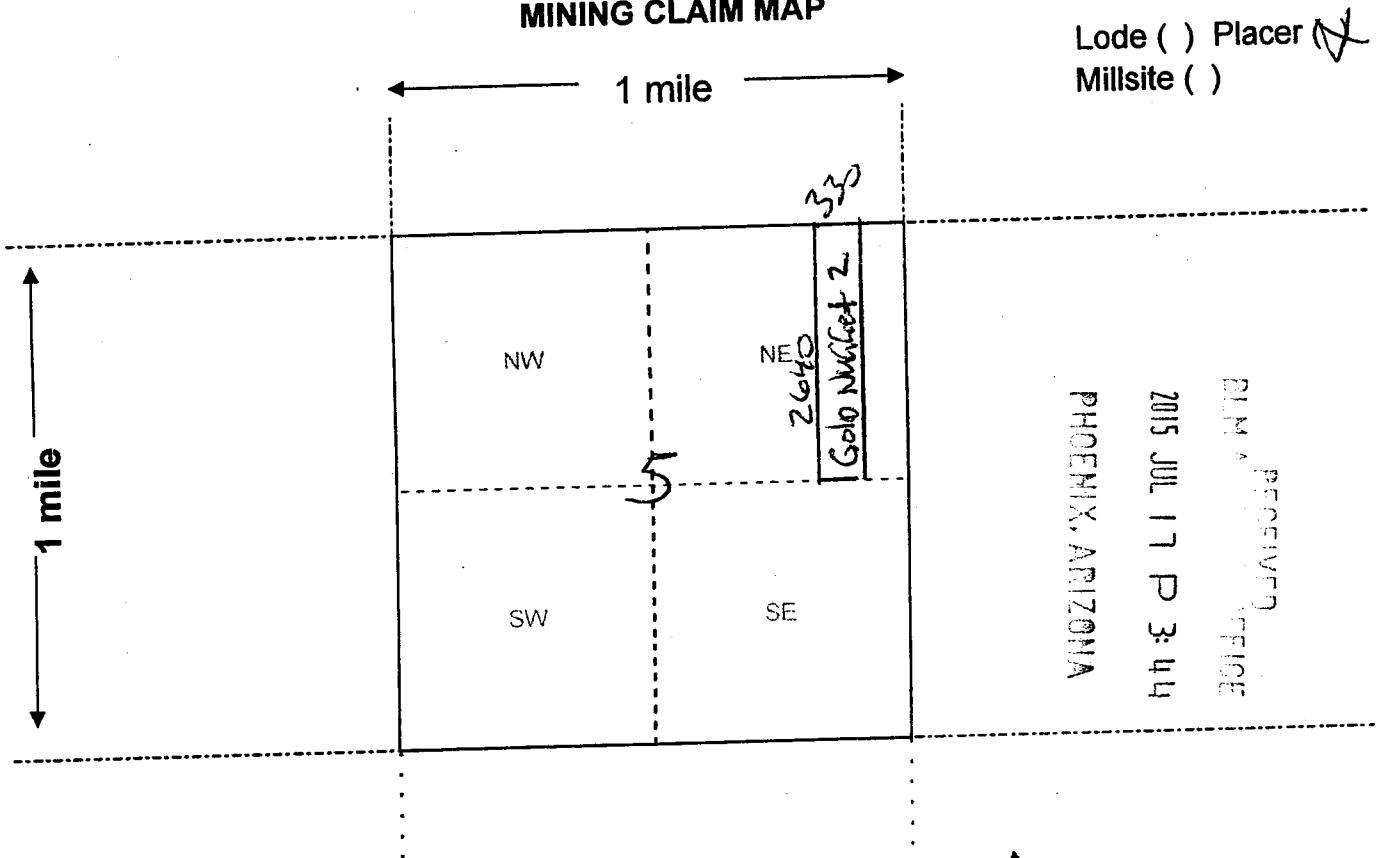 MINING CLAIM MAP
Lode ( ) Placer (X
Millsite ( )
1 mile
330
1 mile
NW
NE
2640
Gold Nugget 2
5
SW
SE
BLM
RECEIVED
OFFICE
2015 JUL 17 P 3:44
PHOENIX, ARIZONA